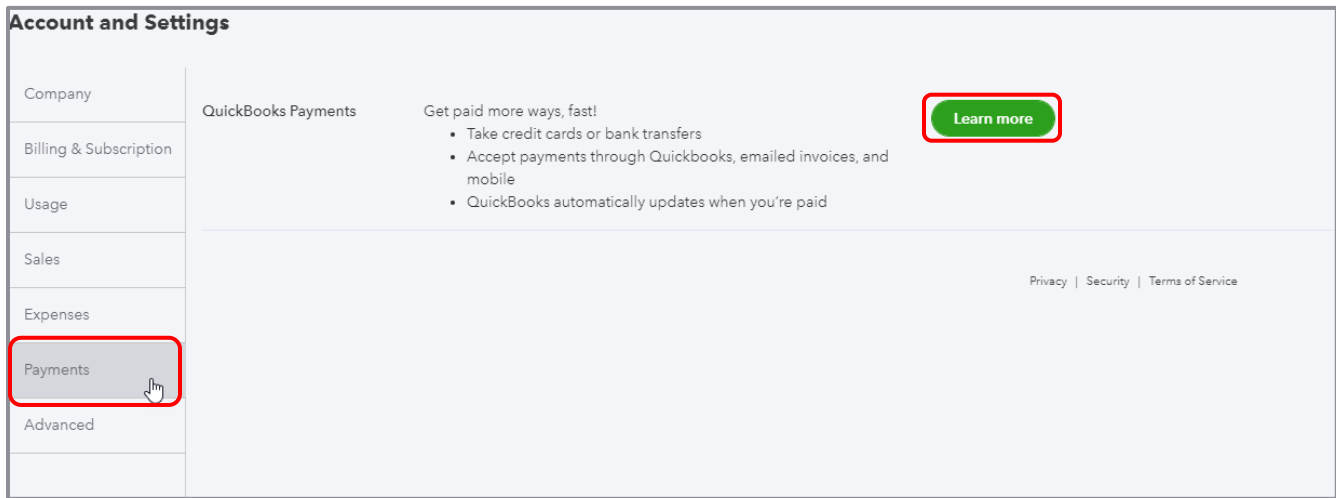 Account and Settings
Company
Billing & Subscription
Usage
Sales
Expenses
Payments
Advanced
QuickBooks Payments
Get paid more ways, fast!
• Take credit cards or bank transfers
• Accept payments through Quickbooks, emailed invoices, and
mobile
• QuickBooks automatically updates when you're paid
Learn more
Privacy | Security | Terms of Service